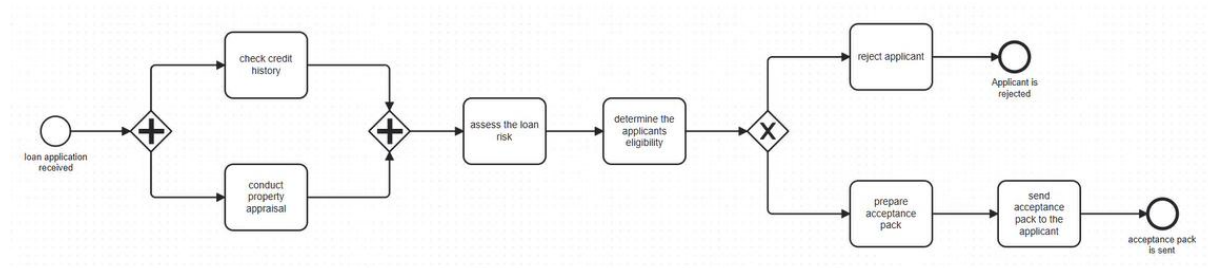 loan application
received
check credit
history
conduct
property
appraisal
assess the loan
risk
determine the
applicants
eligibility
X
reject applicant
Applicant is
rejected
prepare
acceptance
pack
send
acceptance
pack to the
applicant
acceptance pack
is sent